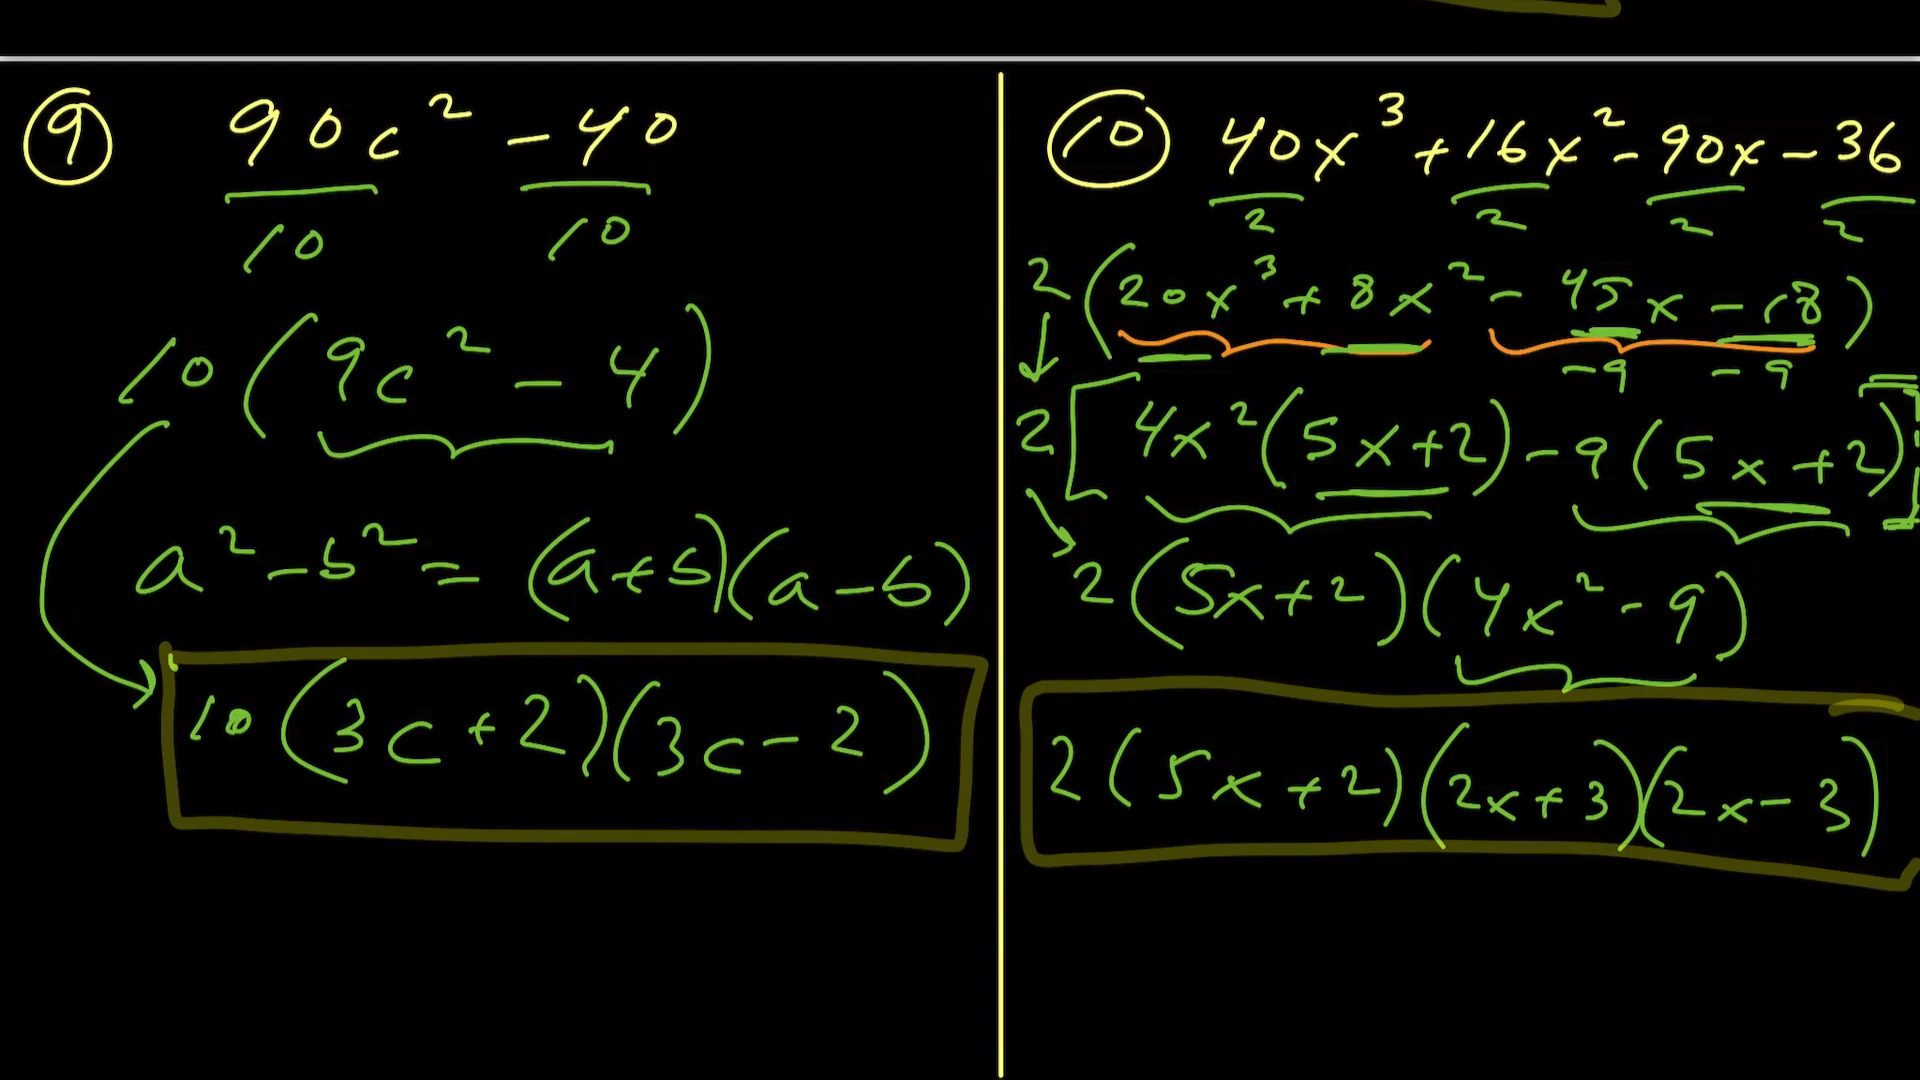 9 90c² - 40
10 10
10(9c² - 4)
a² - b² = (a+b)(a-b)
10(3c+2)(3c-2)
10 40x³ + 16x² - 90x - 36
2 2 2 2
2(20x³ + 8x² - 45x - 18)
-9 -9
2[4x²(5x+2) - 9(5x+2)]
2(5x+2)(4x² - 9)
2(5x+2)(2x+3)(2x-3)